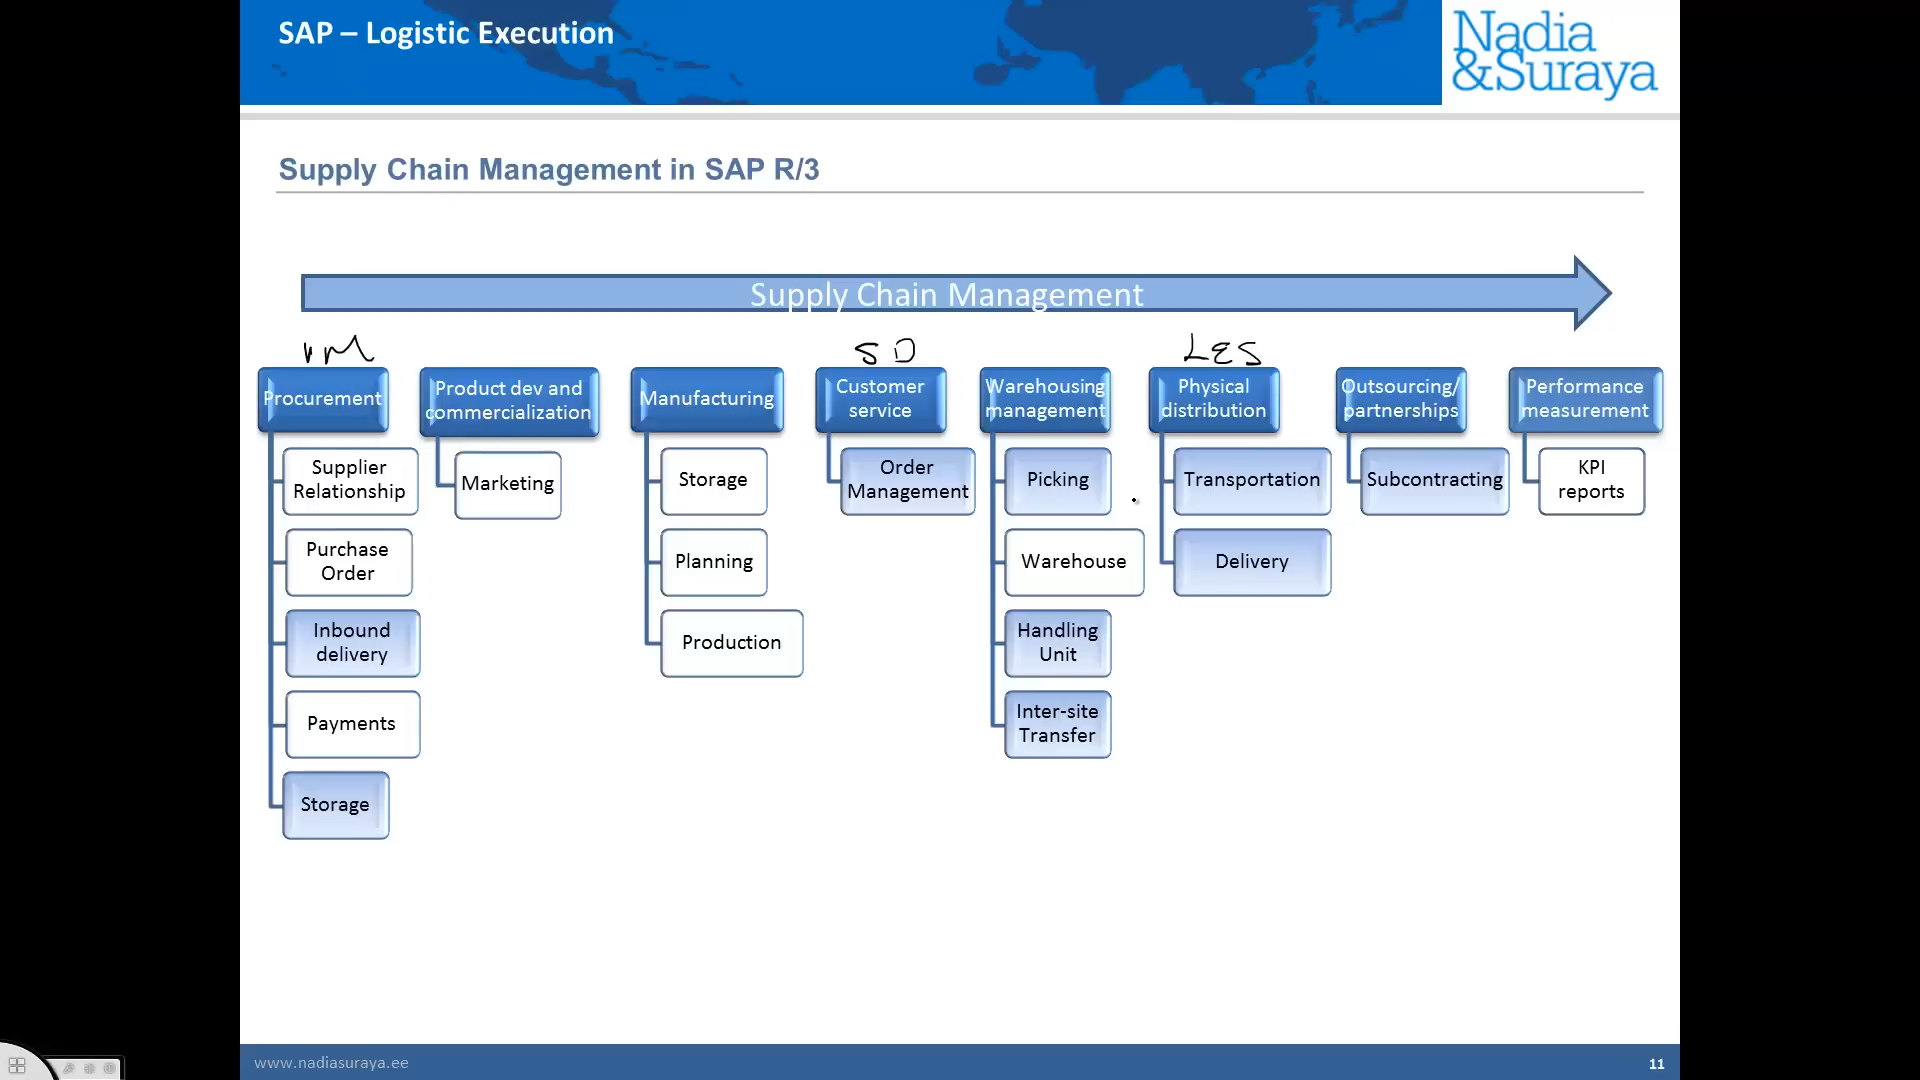 SAP – Logistic Execution
Nadia
&Suraya
Supply Chain Management in SAP R/3
Supply Chain Management
SD
LES
Procurement
Supplier
Relationship
Purchase
Order
Inbound
delivery
Payments
Storage
Product dev and
commercialization
Marketing
Manufacturing
Storage
Planning
Production
Customer
service
Order
Management
Warehousing
management
Picking
Warehouse
Handling
Unit
Inter-site
Transfer
Physical
distribution
Transportation
Delivery
Outsourcing/
partnerships
Subcontracting
Performance
measurement
KPI
reports
www.nadiasuraya.ee
11